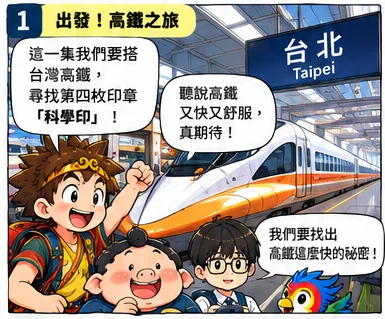 1 出發！高鐵之旅
這一集我們要搭
台灣高鐵，
尋找第四枚印章
「科學印」！
聽說高鐵
又快又舒服，
真期待！
台北
Taipei
我們要找出
高鐵這麼快的祕密！